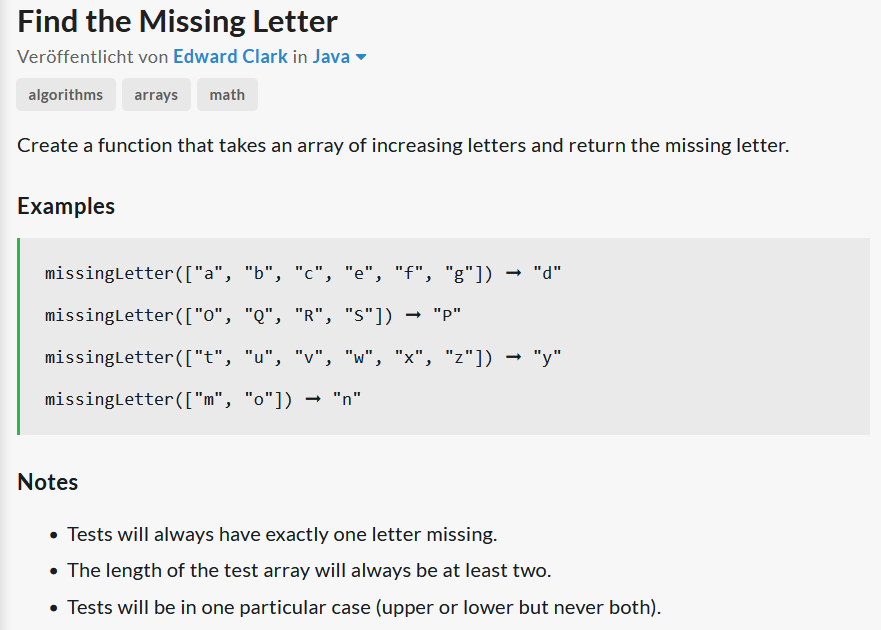 Find the Missing Letter
Veröffentlicht von Edward Clark in Java
algorithms arrays math
Create a function that takes an array of increasing letters and return the missing letter.
Examples
missingLetter(["a", "b", "c", "e", "f", "g"]) ➞ "d"
missingLetter(["O", "Q", "R", "S"]) ➞ "P"
missingLetter(["t", "u", "v", "w", "x", "z"]) ➞ "y"
missingLetter(["m", "o"]) ➞ "n"
Notes
• Tests will always have exactly one letter missing.
• The length of the test array will always be at least two.
• Tests will be in one particular case (upper or lower but never both).